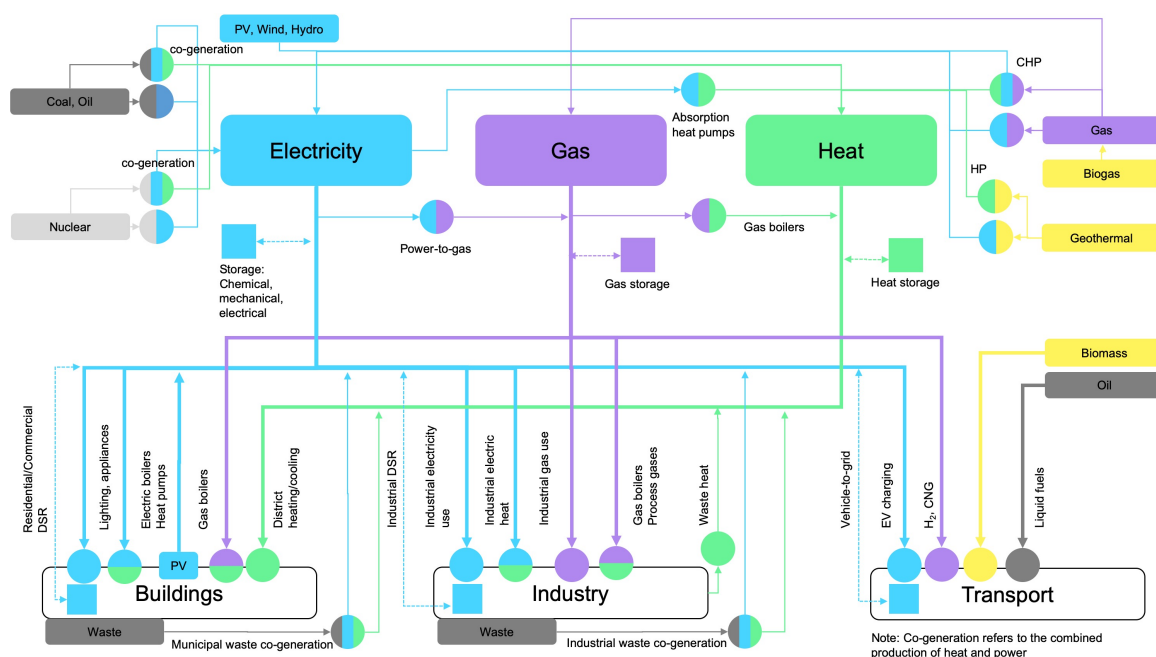 PV, Wind, Hydro
co-generation
CHP
Coal, Oil
Absorption
heat pumps
Gas
Electricity
Gas
Heat
co-generation
HP
Biogas
Nuclear
Geothermal
Power-to-gas
Gas boilers
Storage:
Chemical,
mechanical,
electrical
Gas storage
Heat storage
Biomass
Oil
Residential/Commercial
DSR
Lighting, appliances
Electric boilers
Heat pumps
Gas boilers
District
heating/cooling
Industrial DSR
Industrial electricity
use
Industrial electric
heat
Industrial gas use
Gas boilers
Process gases
Waste heat
Vehicle-to-grid
EV charging
H₂, CNG
Liquid fuels
PV
Buildings
Industry
Transport
Waste
Municipal waste co-generation
Waste
Industrial waste co-generation
Note: Co-generation refers to the combined
production of heat and power